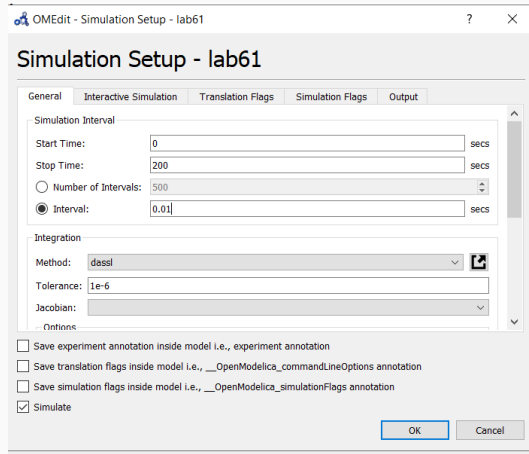 OMEdit - Simulation Setup - lab61
Simulation Setup - lab61
General Interactive Simulation Translation Flags Simulation Flags Output
Simulation Interval
Start Time: 0 secs
Stop Time: 200 secs
Number of Intervals: 500
Interval: 0.01 secs
Integration
Method: dassl
Tolerance: 1e-6
Jacobian:
Options
Save experiment annotation inside model i.e., experiment annotation
Save translation flags inside model i.e., __OpenModelica_commandLineOptions annotation
Save simulation flags inside model i.e., __OpenModelica_simulationFlags annotation
Simulate
OK Cancel